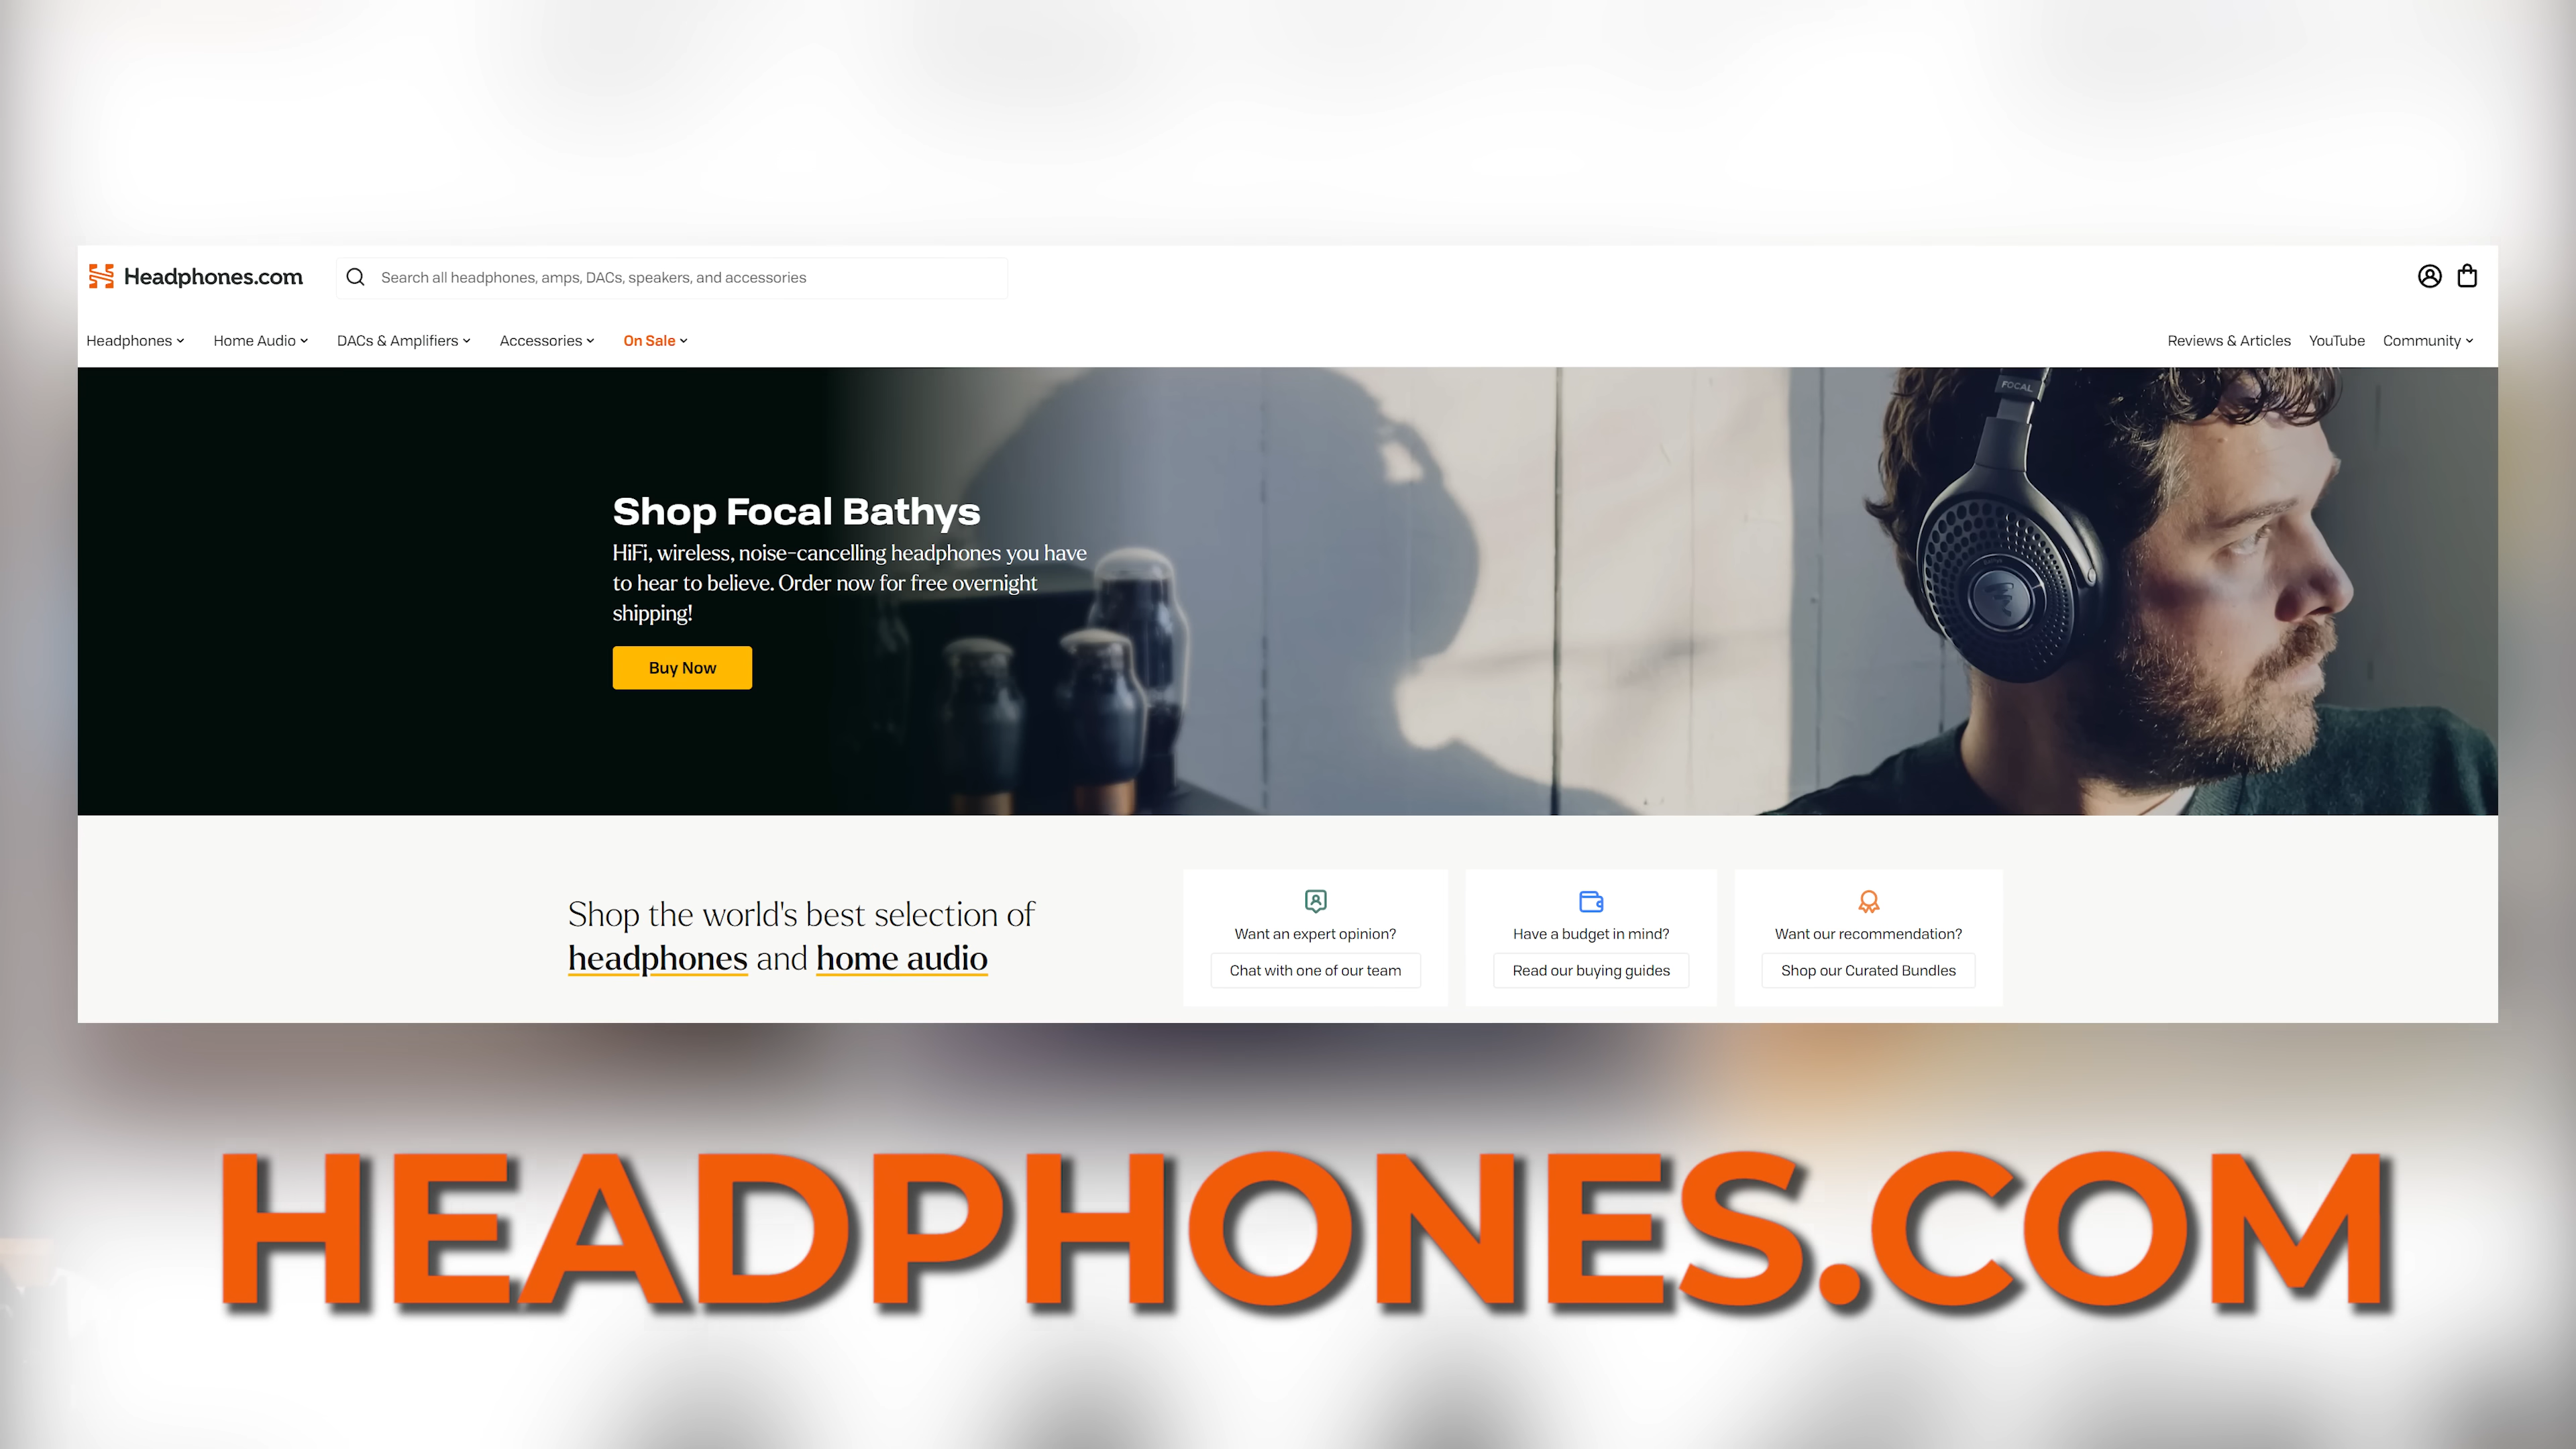 Headphones.com
Search all headphones, amps, DACs, speakers, and accessories
Headphones
Home Audio
DACs & Amplifiers
Accessories
On Sale
Reviews & Articles
YouTube
Community
FOCAL
Shop Focal Bathys
HiFi, wireless, noise-cancelling headphones you have
to hear to believe. Order now for free overnight
shipping!
Buy Now
Shop the world's best selection of
headphones and home audio
Want an expert opinion?
Chat with one of our team
Have a budget in mind?
Read our buying guides
Want our recommendation?
Shop our Curated Bundles
HEADPHONES.COM